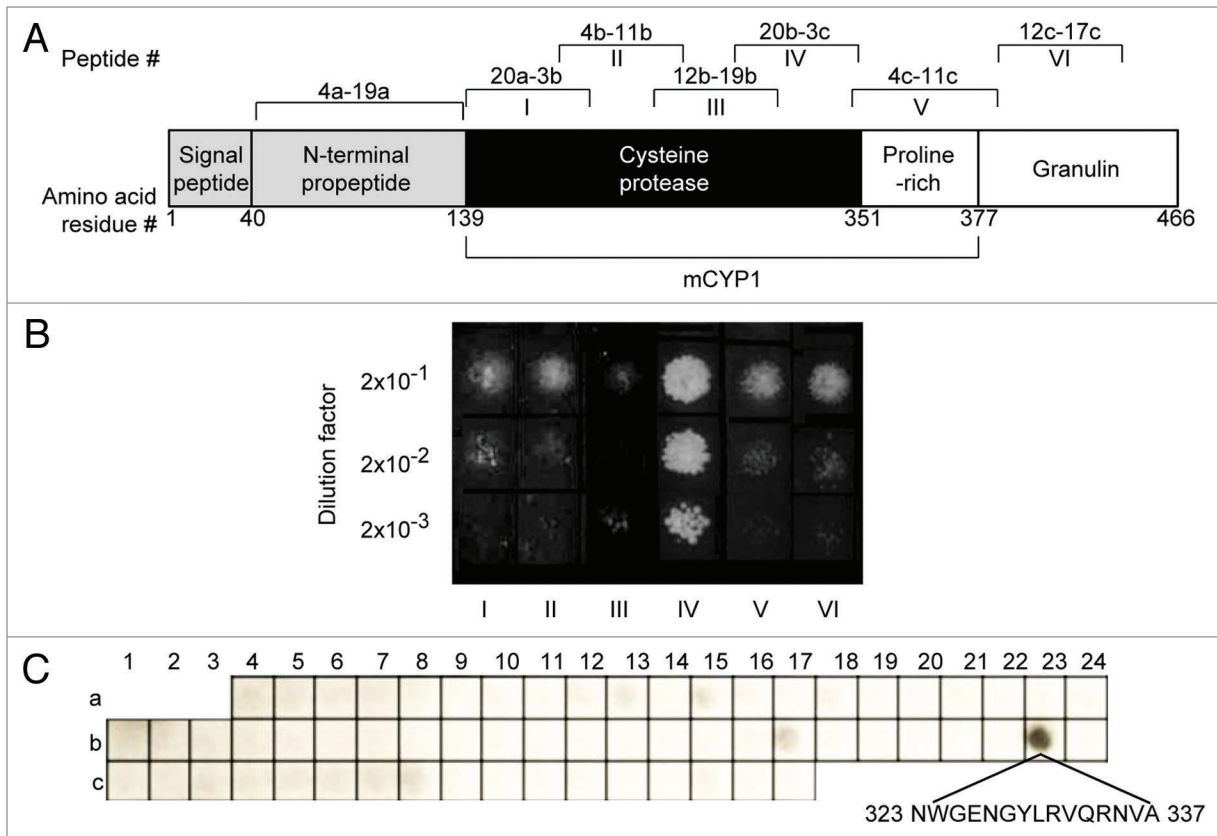 A
Peptide #
4b-11b
II
20b-3c
IV
12c-17c
VI
4a-19a
20a-3b
I
12b-19b
III
4c-11c
V
Signal
peptide
N-terminal
propeptide
Cysteine
protease
Proline
-rich
Granulin
Amino acid
residue #
1 40 139 351 377 466
mCYP1
B
Dilution factor
2x10⁻¹
2x10⁻²
2x10⁻³
I II III IV V VI
C
1 2 3 4 5 6 7 8 9 10 11 12 13 14 15 16 17 18 19 20 21 22 23 24
a
b
c
323 NWGENGYLRVQRNVA 337